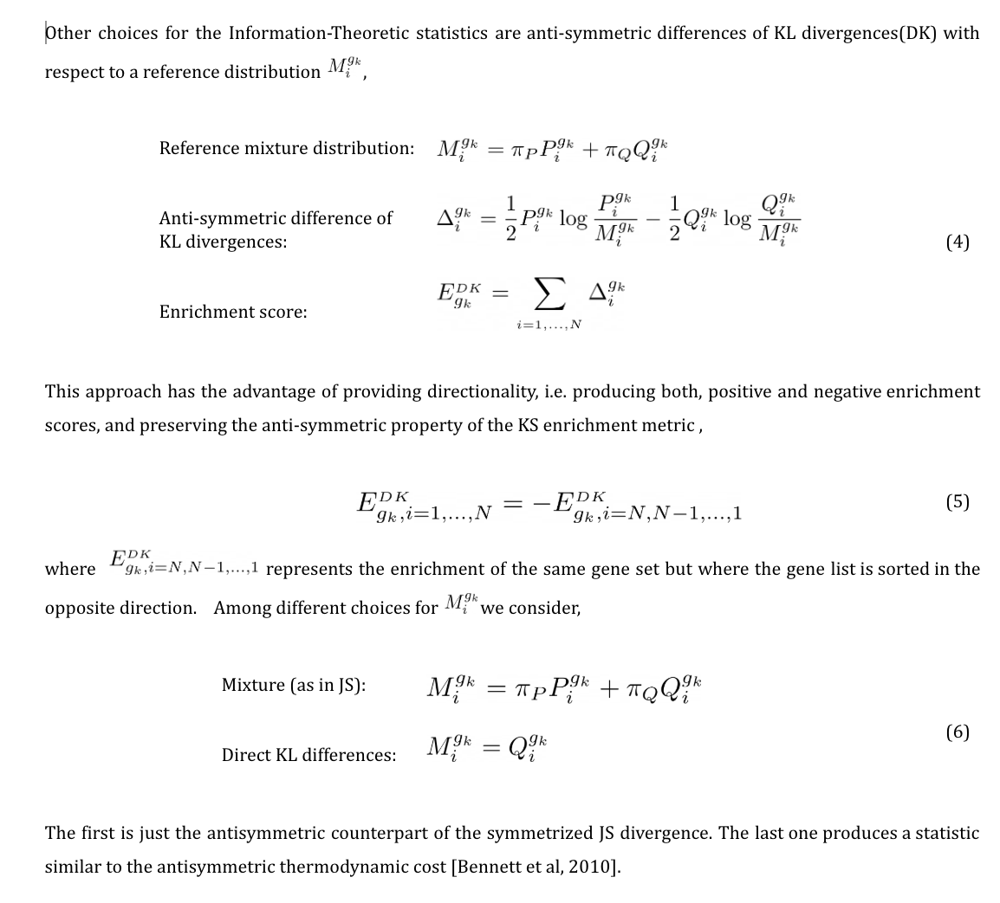 Other choices for the Information-Theoretic statistics are anti-symmetric differences of KL divergences(DK) with
respect to a reference distribution $M_i^{g_k}$,
Reference mixture distribution: $M_i^{g_k} = \pi_P P_i^{g_k} + \pi_Q Q_i^{g_k}$
Anti-symmetric difference of
KL divergences: $\Delta_i^{g_k} = \frac{1}{2} P_i^{g_k} \log \frac{P_i^{g_k}}{M_i^{g_k}} - \frac{1}{2} Q_i^{g_k} \log \frac{Q_i^{g_k}}{M_i^{g_k}}$ (4)
Enrichment score: $E_{g_k}^{DK} = \sum_{i=1,\ldots,N} \Delta_i^{g_k}$
This approach has the advantage of providing directionality, i.e. producing both, positive and negative enrichment
scores, and preserving the anti-symmetric property of the KS enrichment metric ,
$E_{g_k,i=1,\ldots,N}^{DK} = -E_{g_k,i=N,N-1,\ldots,1}^{DK}$ (5)
where $E_{g_k,i=N,N-1,\ldots,1}^{DK}$ represents the enrichment of the same gene set but where the gene list is sorted in the
opposite direction. Among different choices for $M_i^{g_k}$ we consider,
Mixture (as in JS): $M_i^{g_k} = \pi_P P_i^{g_k} + \pi_Q Q_i^{g_k}$
(6)
Direct KL differences: $M_i^{g_k} = Q_i^{g_k}$
The first is just the antisymmetric counterpart of the symmetrized JS divergence. The last one produces a statistic
similar to the antisymmetric thermodynamic cost [Bennett et al, 2010].